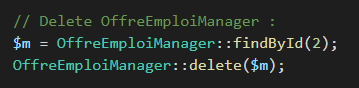 // Delete OffreEmploiManager :
$m = OffreEmploiManager::findById(2);
OffreEmploiManager::delete($m);